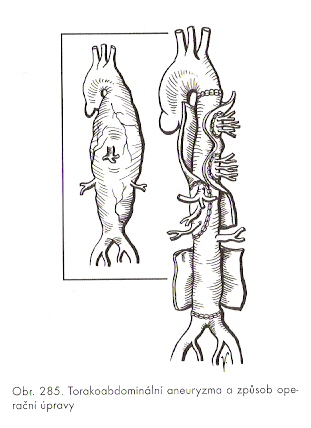 Obr. 285. Torakoabdominální aneuryzma a způsob ope-
rační úpravy